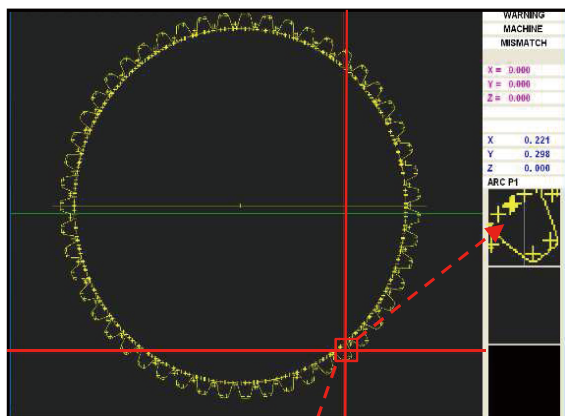 WARNING
MACHINE
MISMATCH
X = 0.000
Y = 0.000
Z = 0.000
X 0.221
Y 0.298
Z 0.000
ARC P1